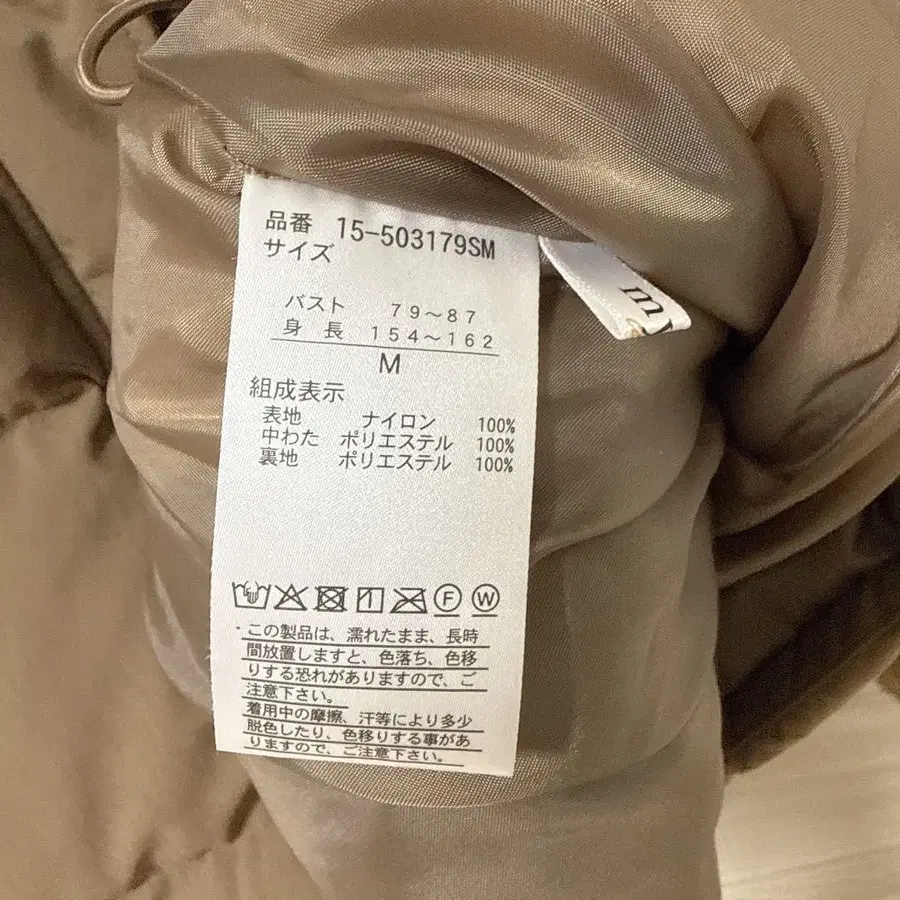 品番 15-503179SM
サイズ
バスト 79～87
身長 154～162
M
組成表示
表地 ナイロン 100%
中わた ポリエステル 100%
裏地 ポリエステル 100%
F W
・この製品は、濡れたまま、長時
間放置しますと、色落ち、色移
りする恐れがありますので、ご
注意下さい。
着用中の摩擦、汗等により多少
脱色したり、色移りする事があ
りますので、ご注意下さい。
m